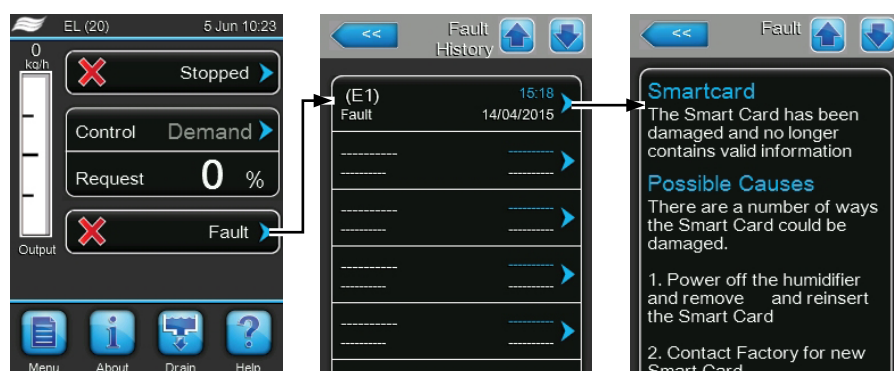 EL (20) 5 Jun 10:23
0
kg/h
Stopped
Control Demand
Request 0 %
Fault
Output
Menu About Drain Help
<<
Fault
History
(E1) 15:18
Fault 14/04/2015
---------- ----------
---------- ----------
---------- ----------
---------- ----------
---------- ----------
---------- ----------
---------- ----------
---------- ----------
<<
Fault
Smartcard
The Smart Card has been
damaged and no longer
contains valid information
Possible Causes
There are a number of ways
the Smart Card could be
damaged.
1. Power off the humidifier
and remove and reinsert
the Smart Card
2. Contact Factory for new
Smart Card